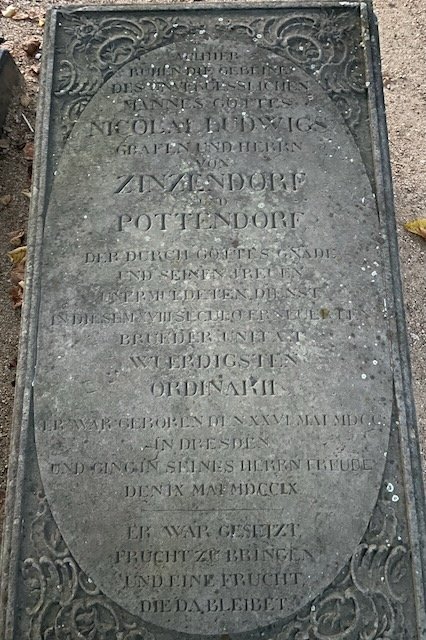 ALLHIER
RUHEN DIE GEBEINE
DES UNVERGESSLICHEN
MANNES GOTTES
NICOLAI LUDWIGS
GRAFEN UND HERRN
VON
ZINZENDORF
UND
POTTENDORF
DER DURCH GOTTES GNADE
UND SEINEN TREUEN
UNERMUEDETEN DIENST
IN DIESEM XVIII SECULO ERNEUERTEN
BRUEDER UNITAET
WUERDIGSTEN
ORDINARII
ER WAR GEBOREN DEN XXVI MAI MDCC
IN DRESDEN
UND GING IN SEINES HERRN FREUDE
DEN IX MAI MDCCLX
ER WAR GESETZT
FRUCHT ZU BRINGEN
UND EINE FRUCHT
DIE DA BLEIBET